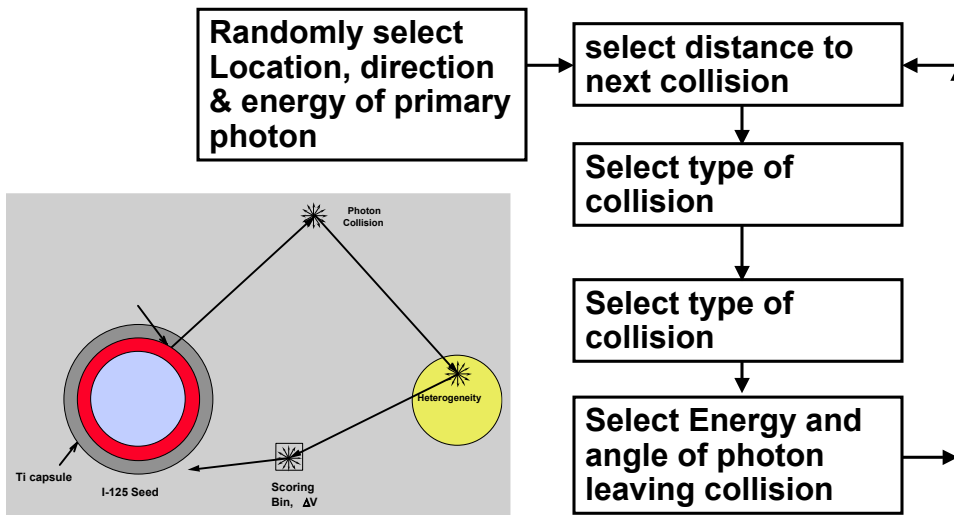 Randomly select
Location, direction
& energy of primary
photon
select distance to
next collision
Select type of
collision
Select type of
collision
Select Energy and
angle of photon
leaving collision
Photon
Collision
Heterogeneity
Ti capsule
I-125 Seed
Scoring
Bin, ΔV